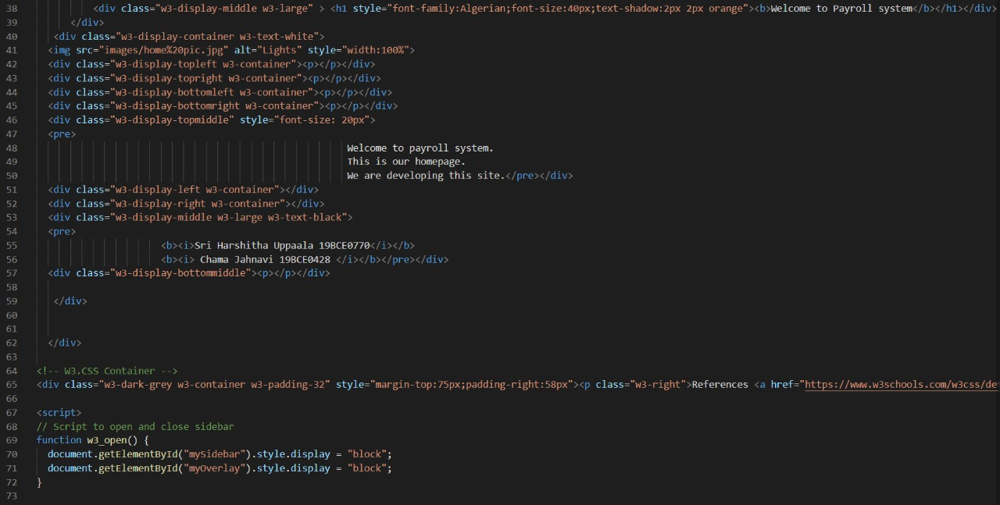 38 <div class="w3-display-middle w3-large" > <h1 style="font-family:Algerian;font-size:40px;text-shadow:2px 2px orange"><b>Welcome to Payroll system</b></h1></div>
39 </div>
40 <div class="w3-display-container w3-text-white">
41 <img src="images/home%20pic.jpg" alt="Lights" style="width:100%">
42 <div class="w3-display-topleft w3-container"><p></p></div>
43 <div class="w3-display-topright w3-container"><p></p></div>
44 <div class="w3-display-bottomleft w3-container"><p></p></div>
45 <div class="w3-display-bottomright w3-container"><p></p></div>
46 <div class="w3-display-topmiddle" style="font-size: 20px">
47 <pre>
48 Welcome to payroll system.
49 This is our homepage.
50 We are developing this site.</pre></div>
51 <div class="w3-display-left w3-container"></div>
52 <div class="w3-display-right w3-container"></div>
53 <div class="w3-display-middle w3-large w3-text-black">
54 <pre>
55 <b><i>Sri Harshitha Uppaala 19BCE0770</i></b>
56 <b><i> Chama Jahnavi 19BCE0428 </i></b></pre></div>
57 <div class="w3-display-bottommiddle"><p></p></div>
58
59 </div>
60
61
62 </div>
63
64 <!-- W3.CSS Container -->
65 <div class="w3-dark-grey w3-container w3-padding-32" style="margin-top:75px;padding-right:58px"><p class="w3-right">References <a href="https://www.w3schools.com/w3css/de
66
67 <script>
68 // Script to open and close sidebar
69 function w3_open() {
70 document.getElementById("mySidebar").style.display = "block";
71 document.getElementById("myOverlay").style.display = "block";
72 }
73